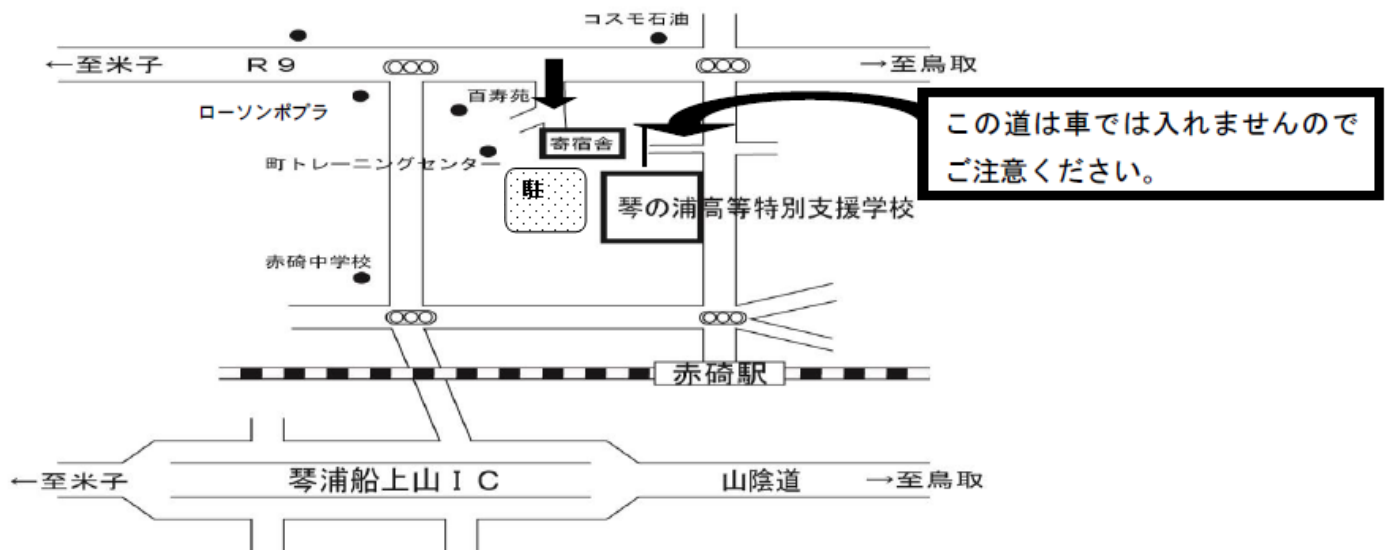 コスモ石油
←至米子
R9
→至鳥取
ローソンポプラ
百寿苑
この道は車では入れませんので
ご注意ください。
寄宿舎
町トレーニングセンター
駐
琴の浦高等特別支援学校
赤碕中学校
赤碕駅
←至米子
琴浦船上山IC
山陰道
→至鳥取